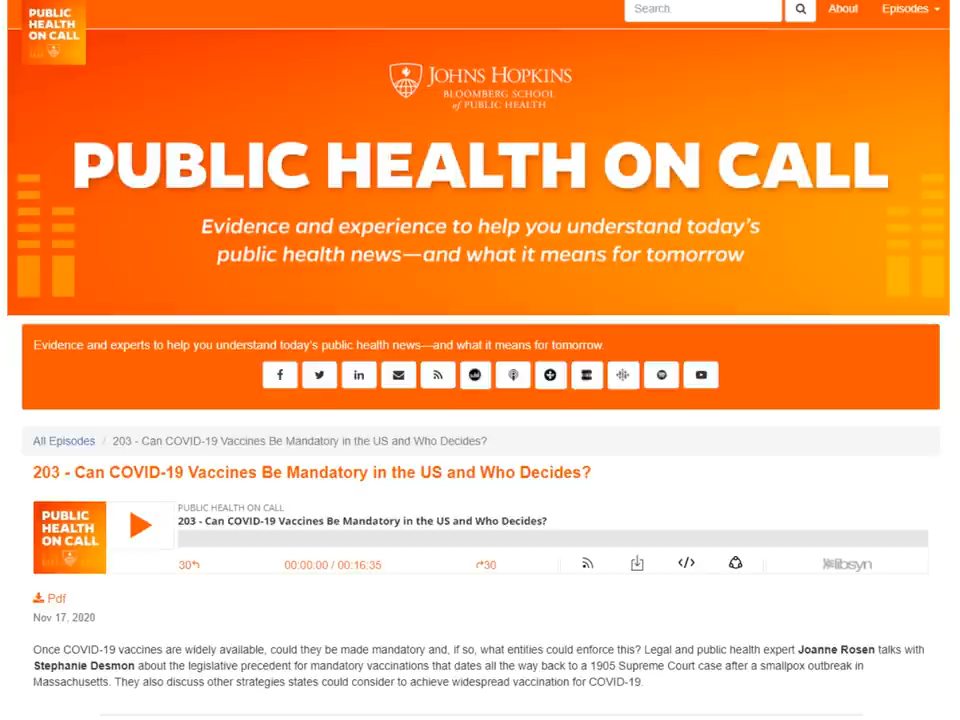 PUBLIC
HEALTH
ON CALL
Search
About
Episodes
JOHNS HOPKINS
BLOOMBERG SCHOOL
of PUBLIC HEALTH
PUBLIC HEALTH ON CALL
Evidence and experience to help you understand today's
public health news—and what it means for tomorrow
Evidence and experts to help you understand today's public health news—and what it means for tomorrow.
All Episodes / 203 - Can COVID-19 Vaccines Be Mandatory in the US and Who Decides?
203 - Can COVID-19 Vaccines Be Mandatory in the US and Who Decides?
PUBLIC
HEALTH
ON CALL
PUBLIC HEALTH ON CALL
203 - Can COVID-19 Vaccines Be Mandatory in the US and Who Decides?
30
00:00:00 / 00:16:35
30
libsyn
Pdf
Nov 17, 2020
Once COVID-19 vaccines are widely available, could they be made mandatory and, if so, what entities could enforce this? Legal and public health expert Joanne Rosen talks with
Stephanie Desmon about the legislative precedent for mandatory vaccinations that dates all the way back to a 1905 Supreme Court case after a smallpox outbreak in
Massachusetts. They also discuss other strategies states could consider to achieve widespread vaccination for COVID-19.